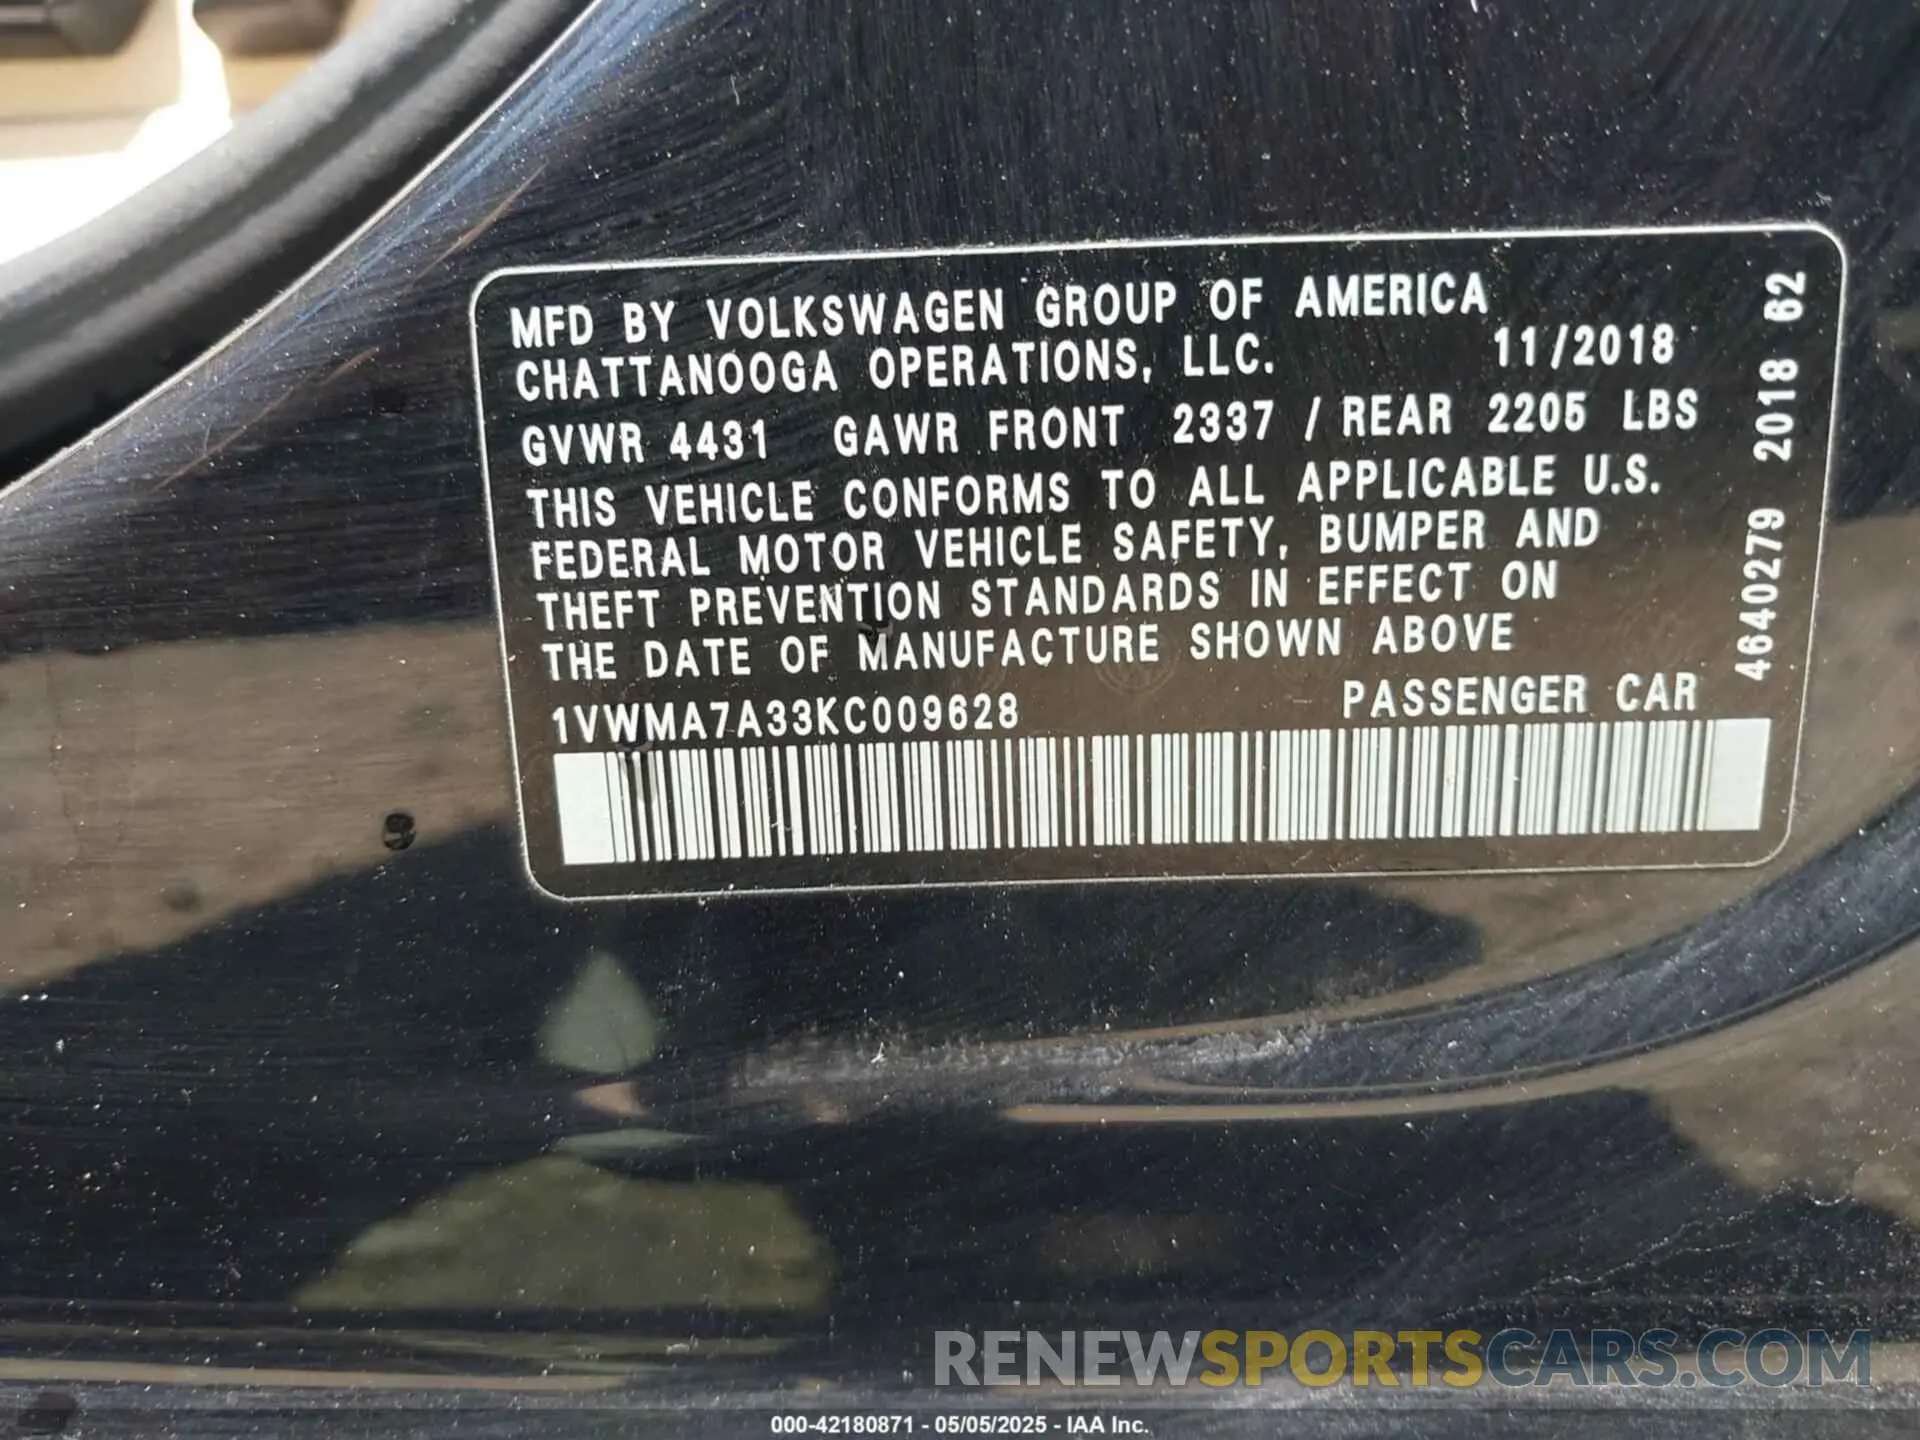 MFD BY VOLKSWAGEN GROUP OF AMERICA
CHATTANOOGA OPERATIONS, LLC. 11/2018
GVWR 4431 GAWR FRONT 2337 / REAR 2205 LBS
THIS VEHICLE CONFORMS TO ALL APPLICABLE U.S.
FEDERAL MOTOR VEHICLE SAFETY, BUMPER AND
THEFT PREVENTION STANDARDS IN EFFECT ON
THE DATE OF MANUFACTURE SHOWN ABOVE
1VWMA7A33KC009628 PASSENGER CAR
4640279 2018 62
RENEWSPORTSCARS.COM
000-42180871 - 05/05/2025 - IAA Inc.